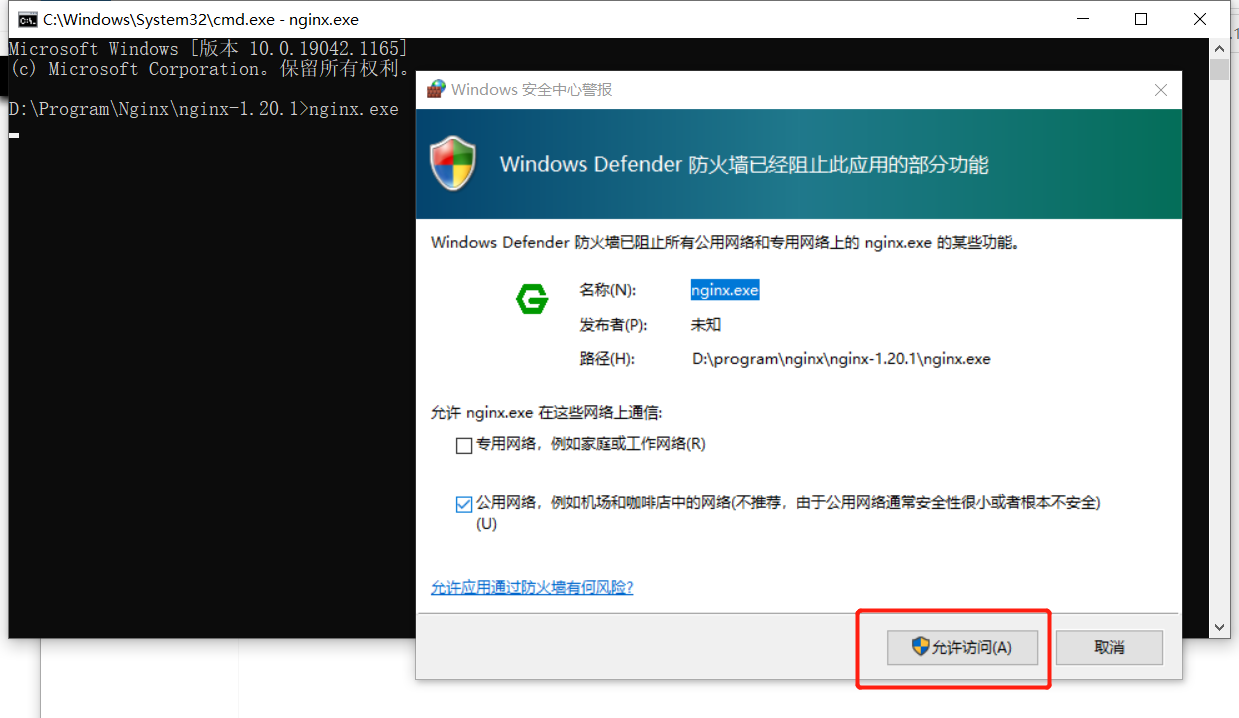 C:\Windows\System32\cmd.exe - nginx.exe
Microsoft Windows [版本 10.0.19042.1165]
(c) Microsoft Corporation。保留所有权利。
D:\Program\Nginx\nginx-1.20.1>nginx.exe
Windows 安全中心警报
Windows Defender 防火墙已经阻止此应用的部分功能
Windows Defender 防火墙已阻止所有公用网络和专用网络上的 nginx.exe 的某些功能。
名称(N): nginx.exe
发布者(P): 未知
路径(H): D:\program\nginx\nginx-1.20.1\nginx.exe
允许 nginx.exe 在这些网络上通信:
专用网络，例如家庭或工作网络(R)
公用网络，例如机场和咖啡店中的网络(不推荐，由于公用网络通常安全性很小或者根本不安全)
(U)
允许应用通过防火墙有何风险?
允许访问(A) 取消